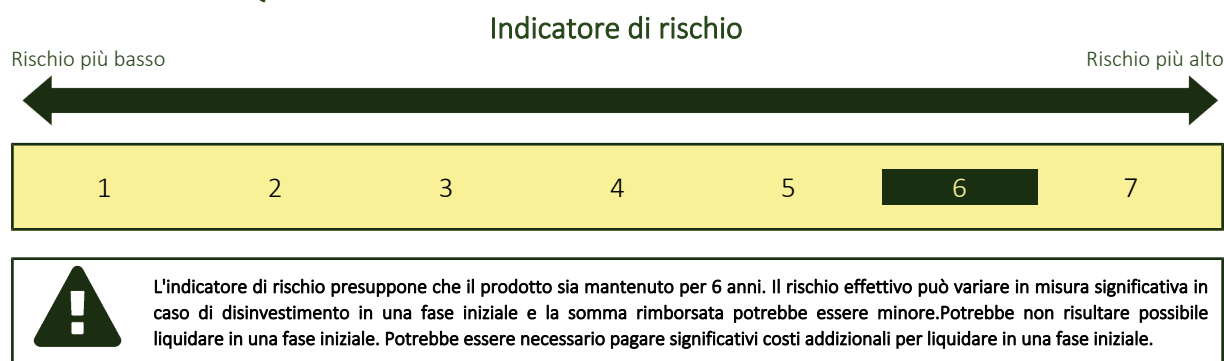 Indicatore di rischio
Rischio più basso
Rischio più alto
1 2 3 4 5 6 7
L'indicatore di rischio presuppone che il prodotto sia mantenuto per 6 anni. Il rischio effettivo può variare in misura significativa in
caso di disinvestimento in una fase iniziale e la somma rimborsata potrebbe essere minore.Potrebbe non risultare possibile
liquidare in una fase iniziale. Potrebbe essere necessario pagare significativi costi addizionali per liquidare in una fase iniziale.